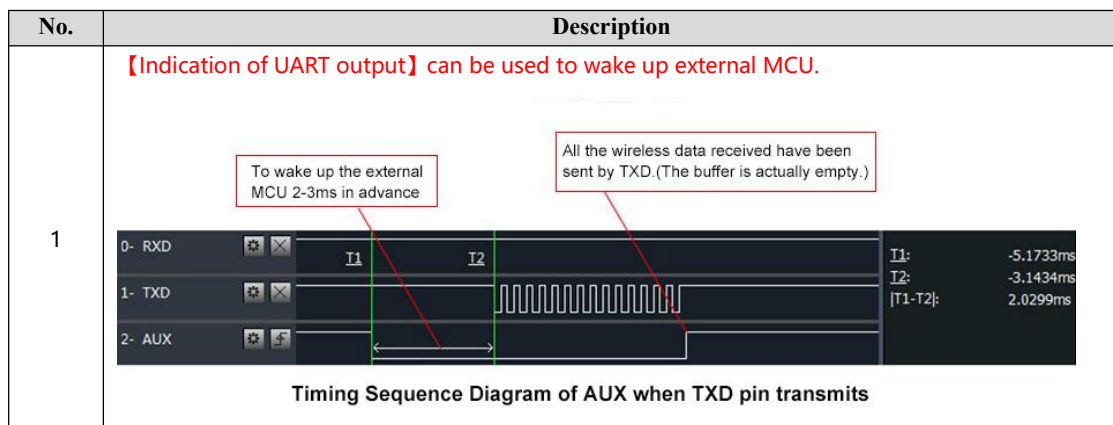 No. Description
【Indication of UART output】can be used to wake up external MCU.
To wake up the external
MCU 2-3ms in advance
All the wireless data received have been
sent by TXD.(The buffer is actually empty.)
1
0- RXD
T1 T2
1- TXD
2- AUX
T1: -5.1733ms
T2: -3.1434ms
|T1-T2|: 2.0299ms
Timing Sequence Diagram of AUX when TXD pin transmits